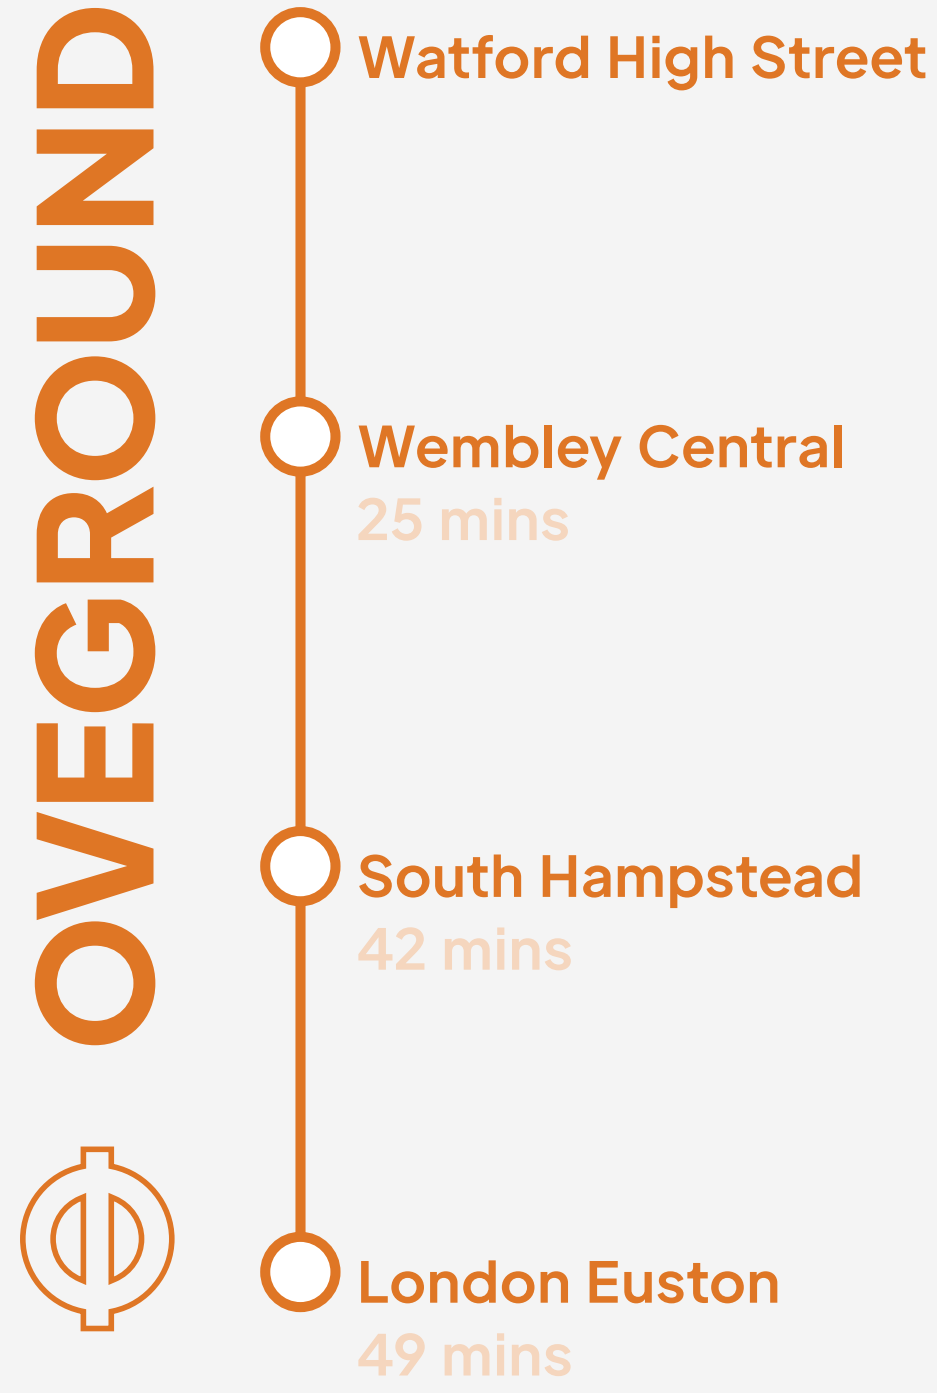 OVEGROUND
Watford High Street
Wembley Central
25 mins
South Hampstead
42 mins
London Euston
49 mins